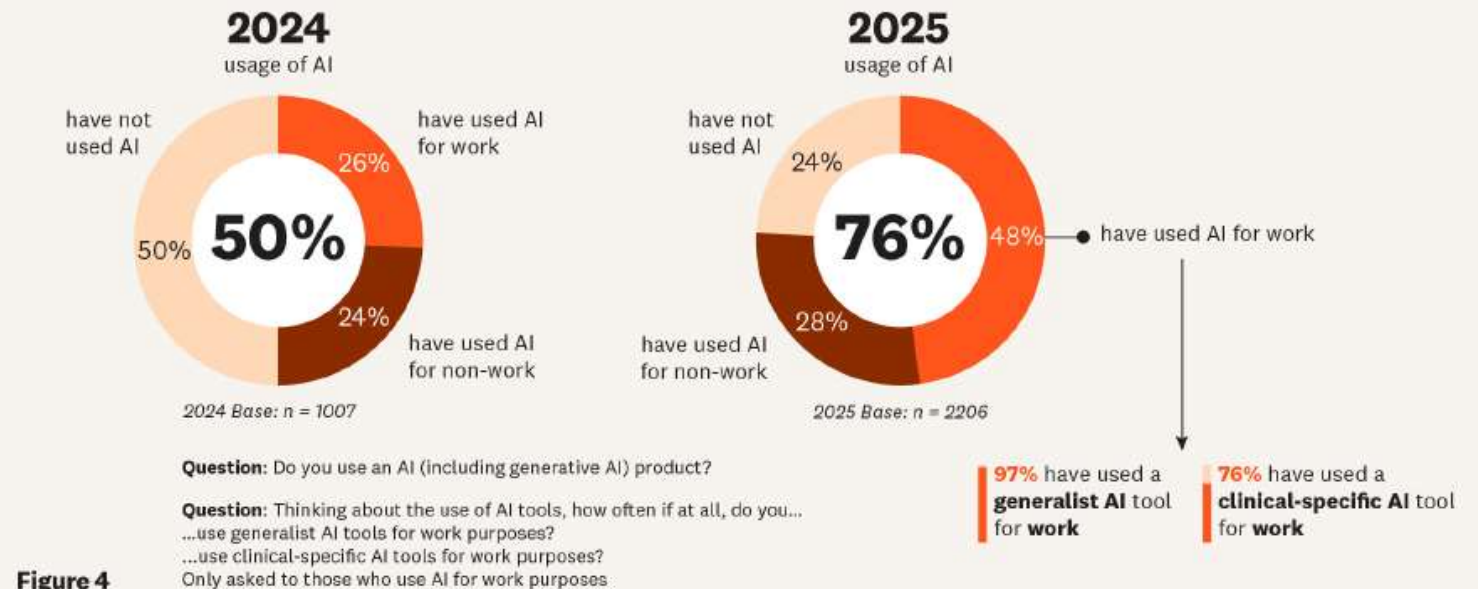 2024
usage of AI
have not
used AI
have used AI
for work
26%
50%
50%
24%
have used AI
for non-work
2024 Base: n = 1007
2025
usage of AI
have not
used AI
24%
76%
48%
have used AI for work
28%
have used AI
for non-work
2025 Base: n = 2206
97% have used a
generalist AI tool
for work
76% have used a
clinical-specific AI tool
for work
Question: Do you use an AI (including generative AI) product?
Question: Thinking about the use of AI tools, how often if at all, do you...
...use generalist AI tools for work purposes?
...use clinical-specific AI tools for work purposes?
Only asked to those who use AI for work purposes
Figure 4